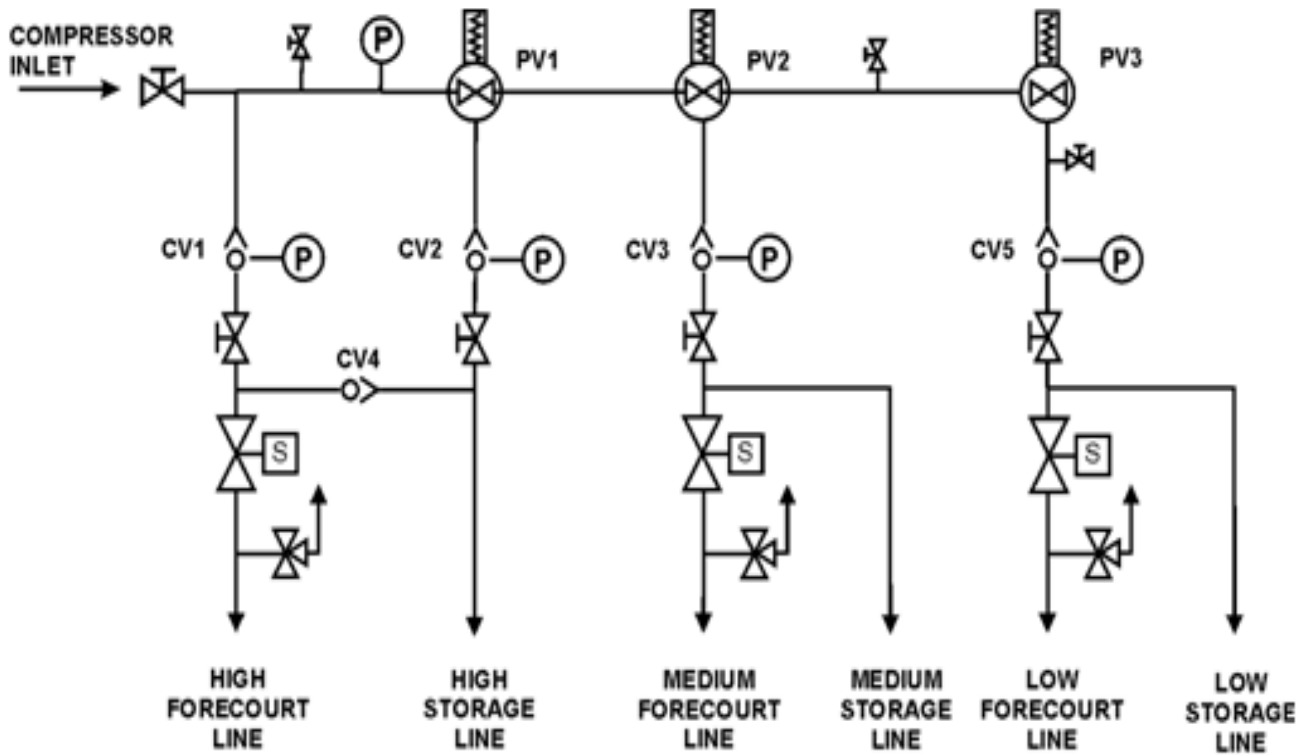 COMPRESSOR
INLET
P
PV1
PV2
PV3
CV1
P
CV2
P
CV3
P
CV5
P
CV4
S
S
S
HIGH
FORECOURT
LINE
HIGH
STORAGE
LINE
MEDIUM
FORECOURT
LINE
MEDIUM
STORAGE
LINE
LOW
FORECOURT
LINE
LOW
STORAGE
LINE